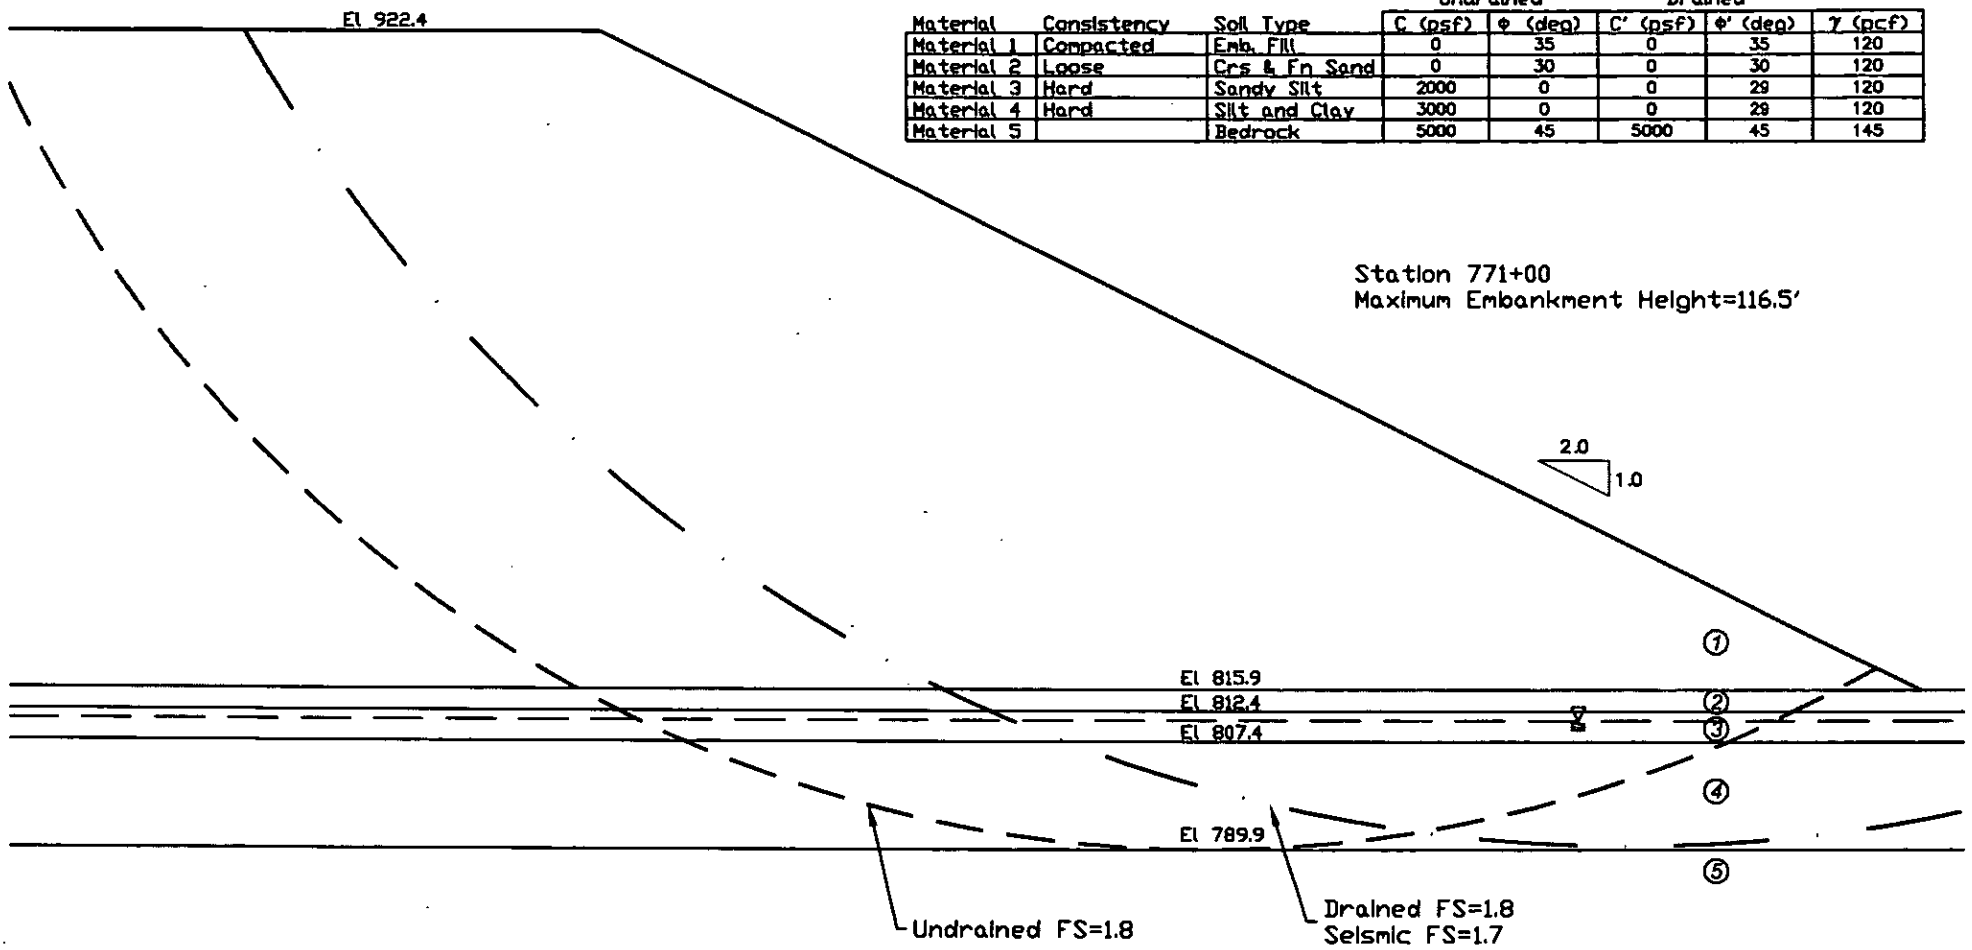 El 922.4
Undrained Drained
Material Consistency Soil Type C (psf) φ (deg) C' (psf) φ' (deg) γ (pcf)
Material 1 Compacted Emb. Fill 0 35 0 35 120
Material 2 Loose Crs & Fn Sand 0 30 0 30 120
Material 3 Hard Sandy Silt 2000 0 0 29 120
Material 4 Hard Silt and Clay 3000 0 0 29 120
Material 5 Bedrock 5000 45 5000 45 145
Station 771+00
Maximum Embankment Height=116.5'
2.0
1.0
1
El 815.9
El 812.4
2
El 807.4
3
4
El 789.9
5
Undrained FS=1.8
Drained FS=1.8
Seismic FS=1.7